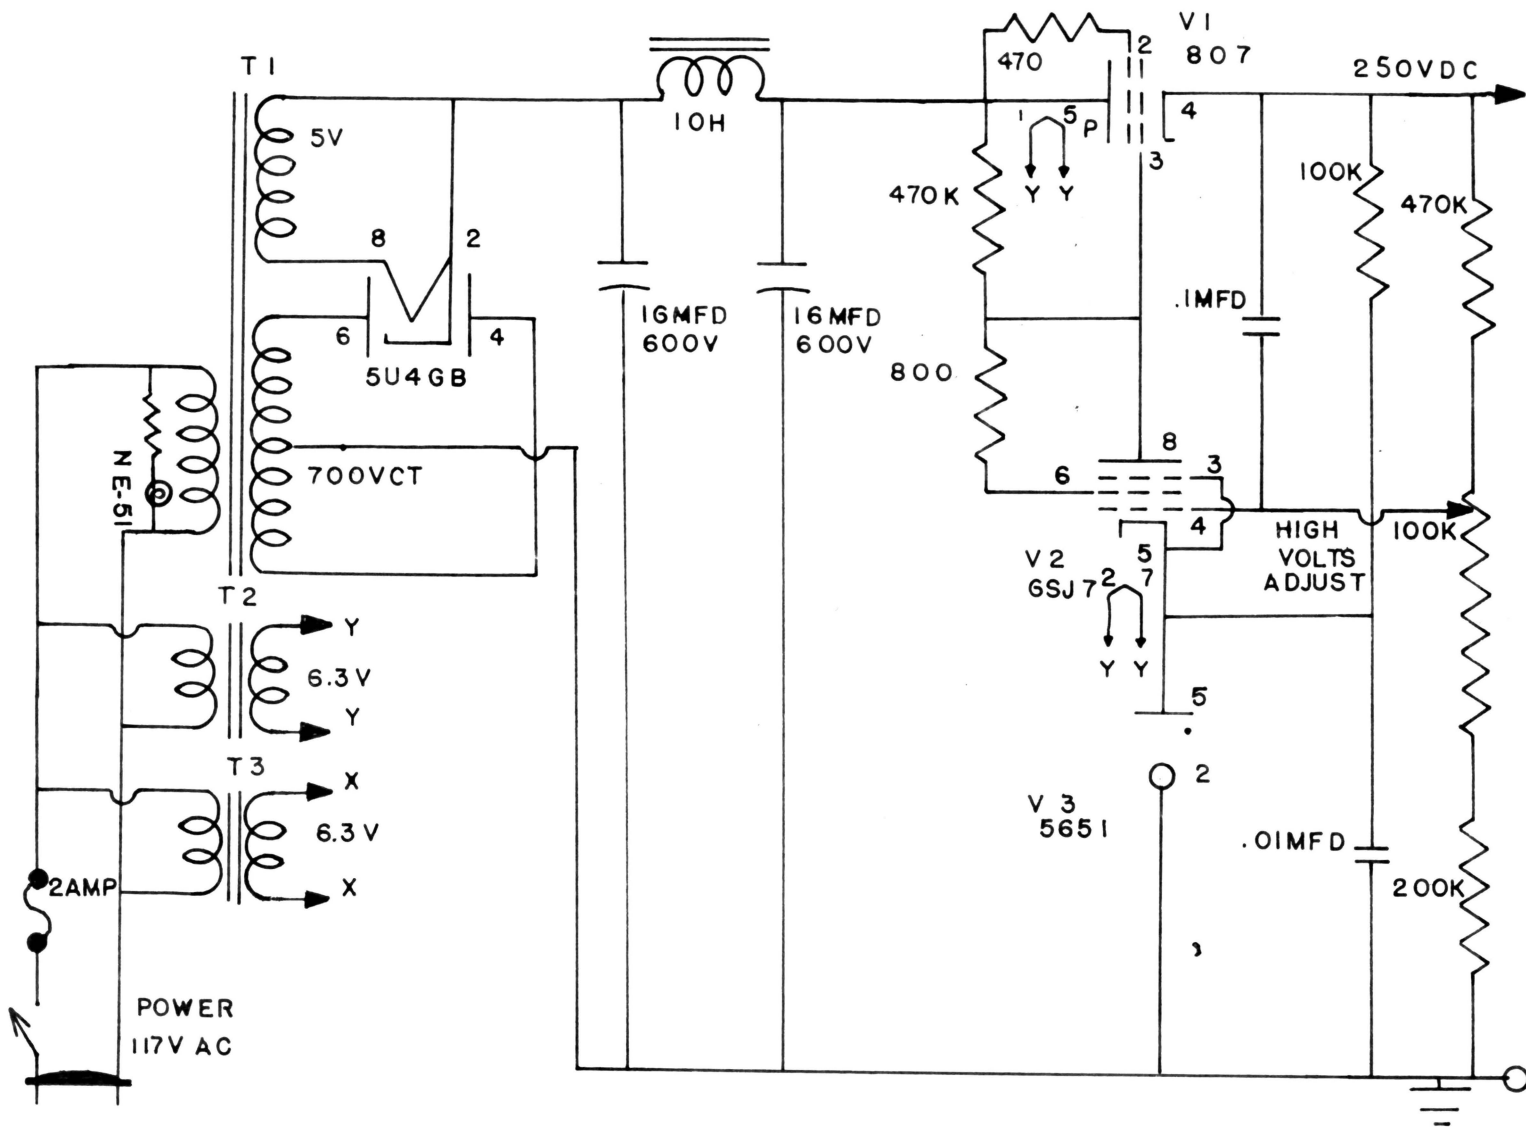 T1
5V
8
2
6
4
5U4GB
700VCT
NE-51
T2
Y
6.3V
Y
T3
X
6.3V
X
2AMP
POWER
117V AC
10H
16MFD
600V
16MFD
600V
470
2
V1
807
1
5
P
4
3
Y Y
470K
800
250VDC
100K
470K
.1MFD
8
6
3
4
5
V2
6SJ7
2
7
Y Y
HIGH
VOLTS
ADJUST
100K
5
2
V3
5651
.01MFD
200K